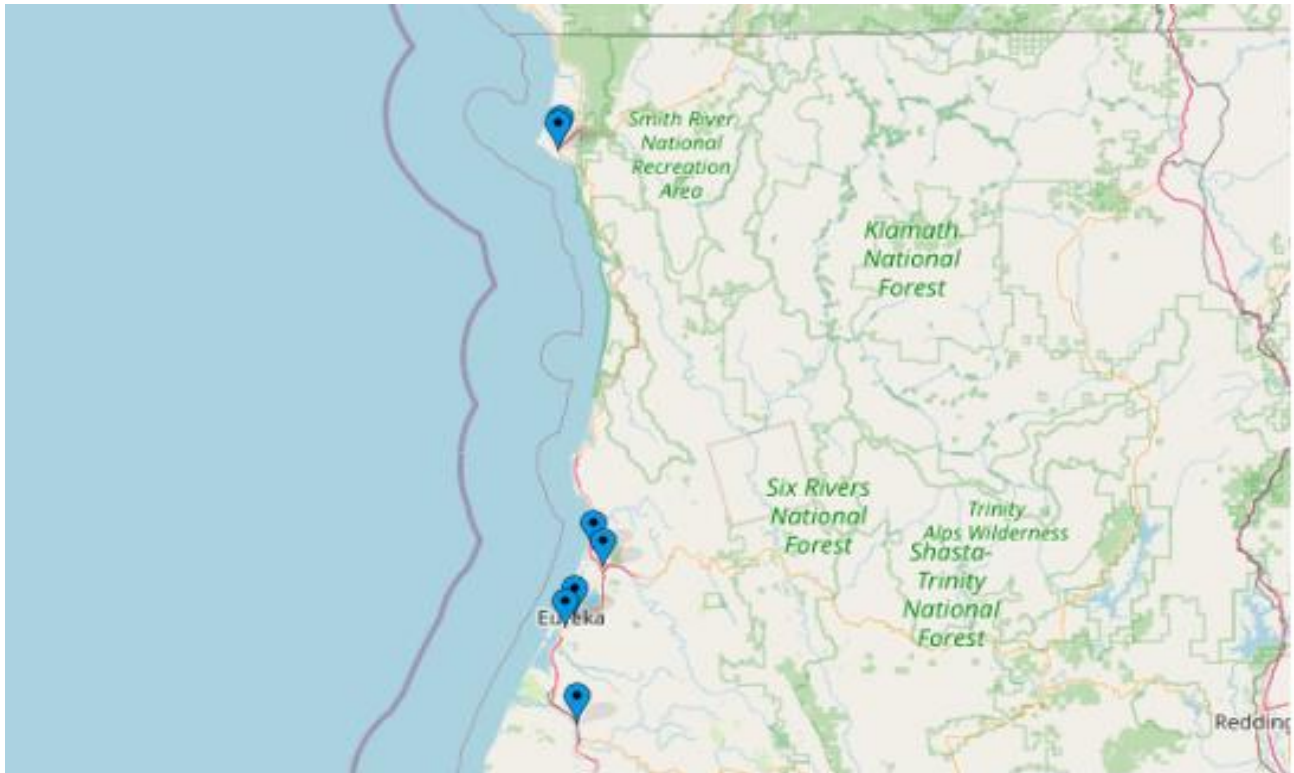 Smith River
National
Recreation
Area
Klamath
National
Forest
Six Rivers
National
Forest
Trinity
Alps Wilderness
Shasta-
Trinity
National
Forest
Eureka
Redding